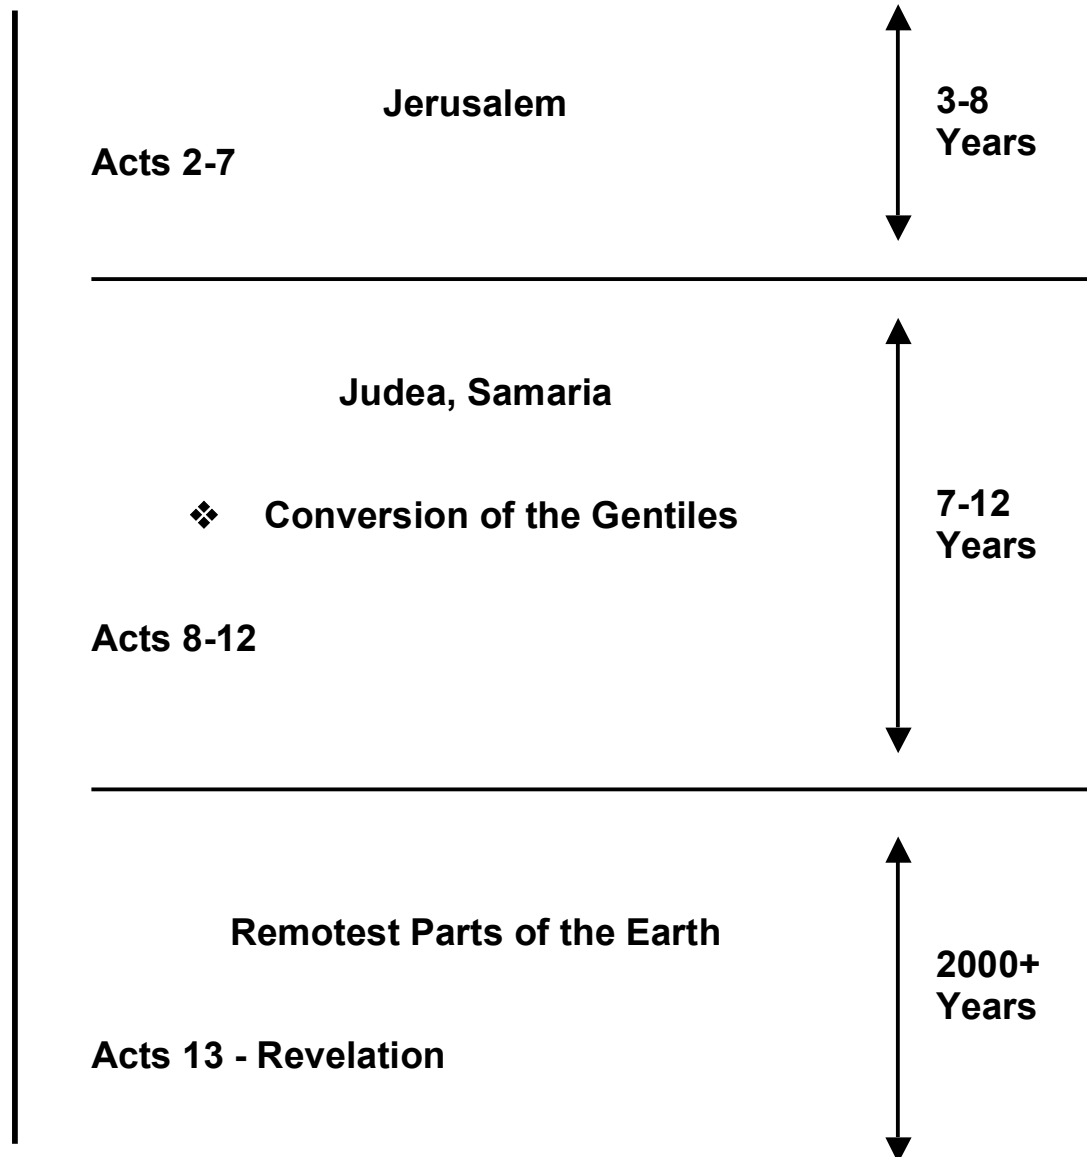 Jerusalem
3-8
Years
Acts 2-7
Judea, Samaria
❖ Conversion of the Gentiles
7-12
Years
Acts 8-12
Remotest Parts of the Earth
2000+
Years
Acts 13 - Revelation